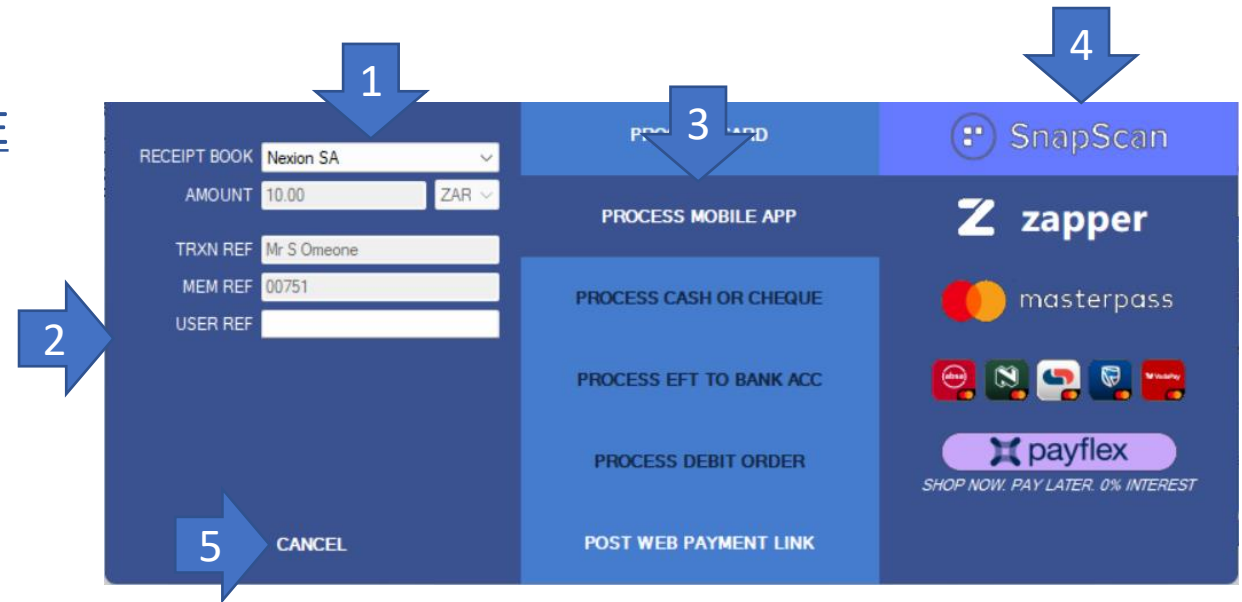 1
4
3
E
RECEIPT BOOK Nexion SA
AMOUNT 10.00 ZAR
TRXN REF Mr S Omeone
MEM REF 00751
USER REF
2
5
CANCEL
PROCESS MOBILE APP
PROCESS CASH OR CHEQUE
PROCESS EFT TO BANK ACC
PROCESS DEBIT ORDER
POST WEB PAYMENT LINK
SnapScan
zapper
masterpass
absa
payflex
SHOP NOW. PAY LATER. 0% INTEREST